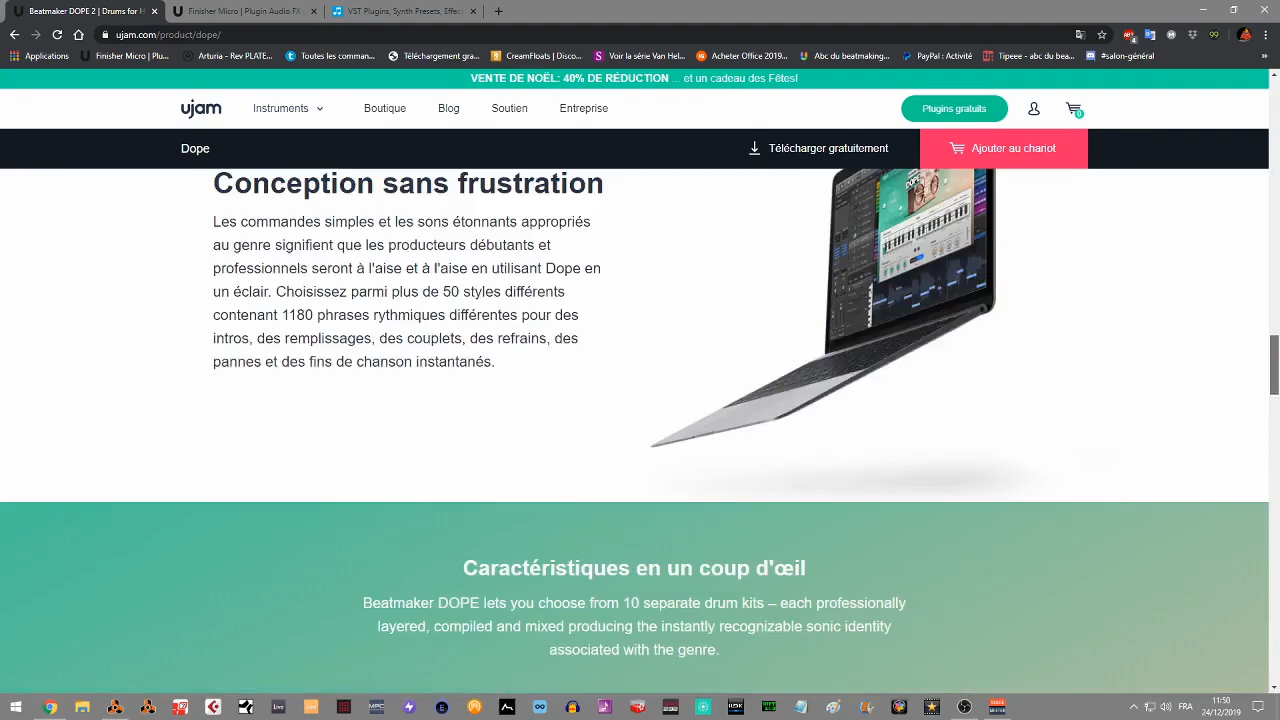 Beatmaker DOPE 2 | Drums for H
Finisher Micro | Plugin Audio FX
VST Plugins, Synth Presets, Effec
ujam.com/product/dope/
Applications
Finisher Micro | Plu...
Arturia - Rev PLATE...
Toutes les comman...
Téléchargement gra...
CreamFloats | Disco...
Voir la série Van Hel...
Acheter Office 2019...
Abc du beatmaking...
PayPal : Activité
Tipeee - abc du bea...
#salon-général
»
VENTE DE NOËL: 40% DE RÉDUCTION ... et un cadeau des Fêtes!
ujam
Instruments
Boutique
Blog
Soutien
Entreprise
Plugins gratuits
0
Dope
Télécharger gratuitement
Ajouter au chariot
Conception sans frustration
Les commandes simples et les sons étonnants appropriés
au genre signifient que les producteurs débutants et
professionnels seront à l'aise et à l'aise en utilisant Dope en
un éclair. Choisissez parmi plus de 50 styles différents
contenant 1180 phrases rythmiques différentes pour des
intros, des remplissages, des couplets, des refrains, des
pannes et des fins de chanson instantanés.
DOPE
Caractéristiques en un coup d'œil
Beatmaker DOPE lets you choose from 10 separate drum kits – each professionally
layered, compiled and mixed producing the instantly recognizable sonic identity
associated with the genre.
Live
MPC
FRA
11:50
24/12/2019